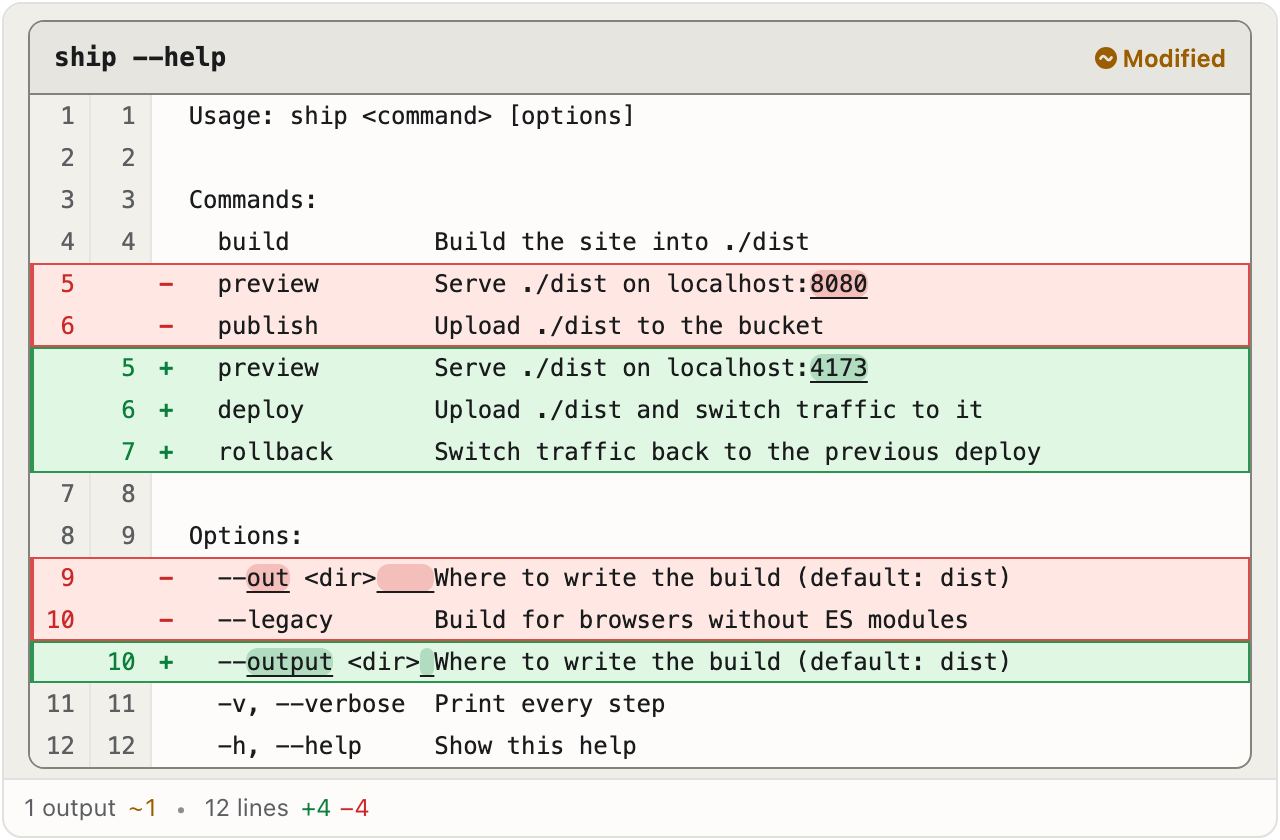 ship --help
~ Modified
1 1 Usage: ship <command> [options]
2 2
3 3 Commands:
4 4   build          Build the site into ./dist
5 −   preview        Serve ./dist on localhost:8080
6 −   publish        Upload ./dist to the bucket
5 +   preview        Serve ./dist on localhost:4173
6 +   deploy         Upload ./dist and switch traffic to it
7 +   rollback       Switch traffic back to the previous deploy
7 8
8 9 Options:
9 −   --out <dir>    Where to write the build (default: dist)
10 −   --legacy       Build for browsers without ES modules
10 +   --output <dir> Where to write the build (default: dist)
11 11   -v, --verbose  Print every step
12 12   -h, --help     Show this help
1 output ~1 • 12 lines +4 −4